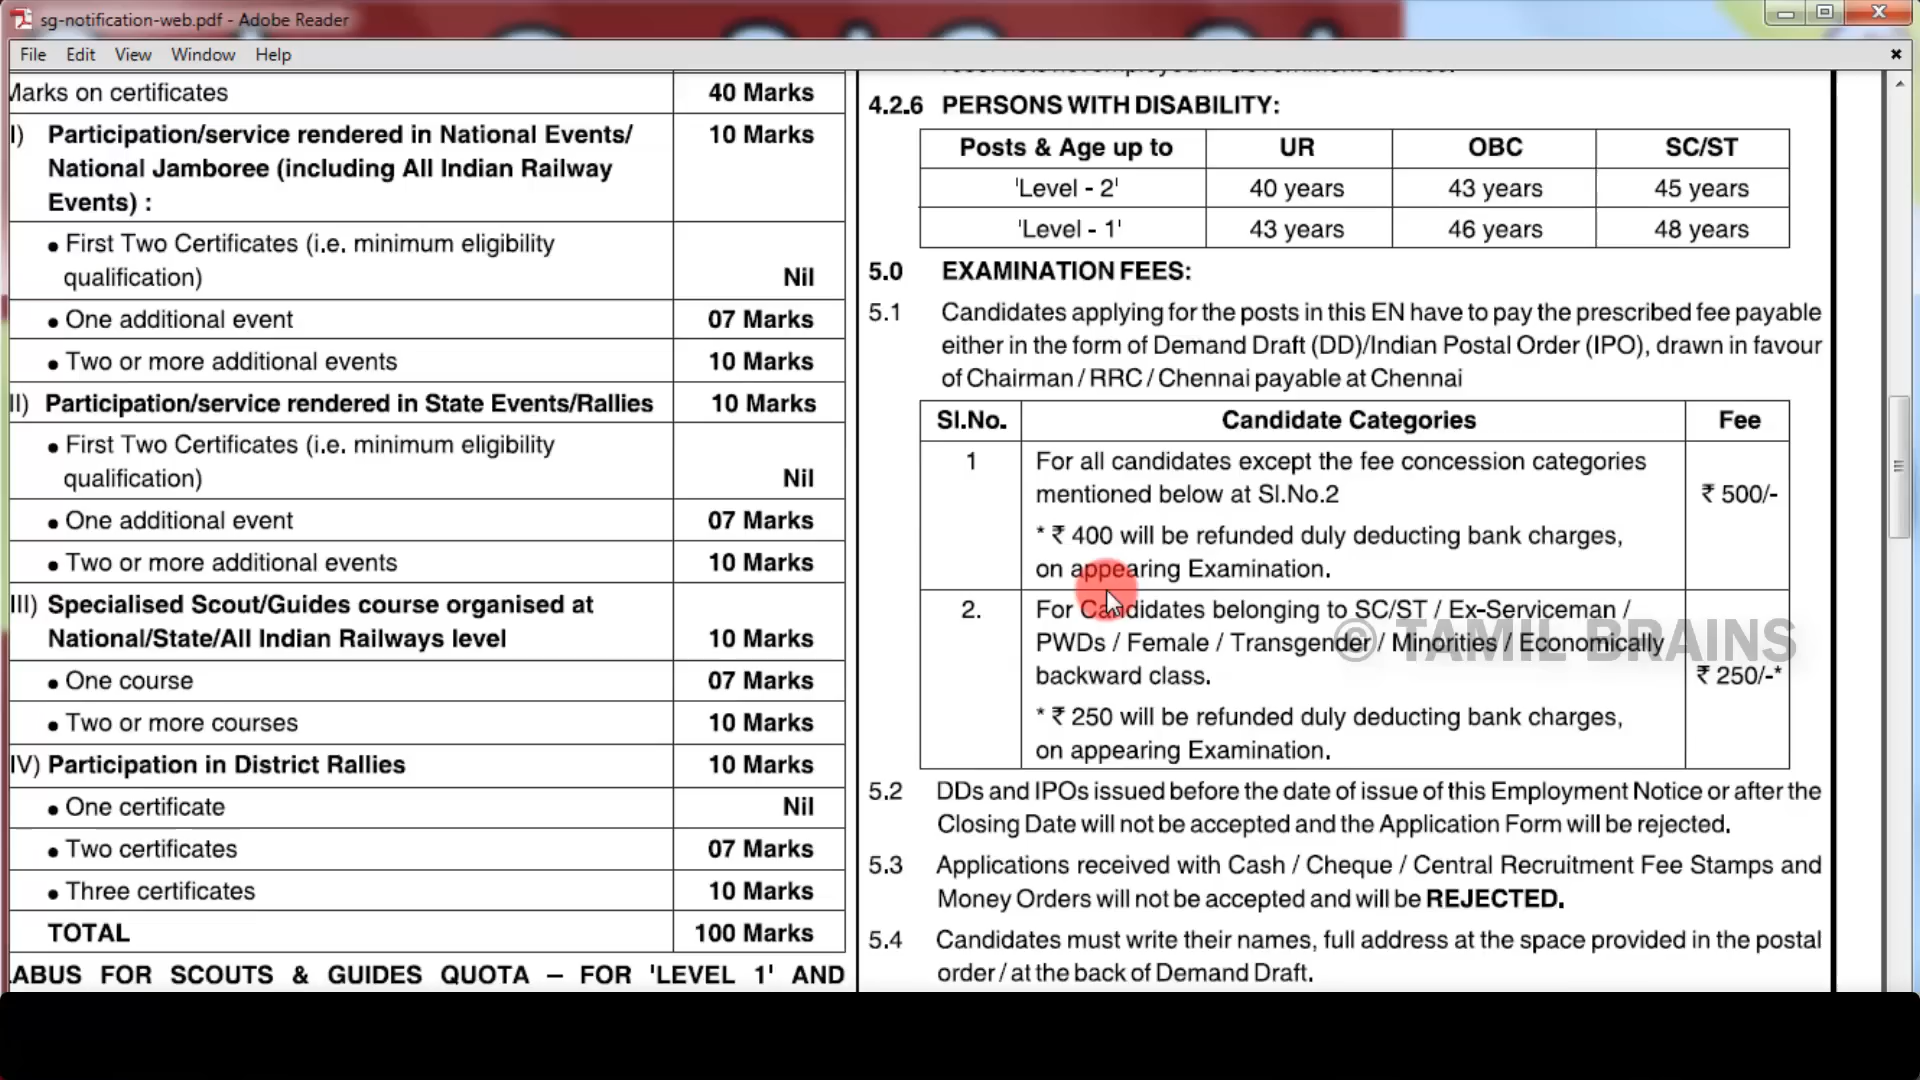 sg-notification-web.pdf - Adobe Reader
File Edit View Window Help
Marks on certificates 40 Marks
I) Participation/service rendered in National Events/ 10 Marks
National Jamboree (including All Indian Railway
Events) :
• First Two Certificates (i.e. minimum eligibility
qualification) Nil
• One additional event 07 Marks
• Two or more additional events 10 Marks
II) Participation/service rendered in State Events/Rallies 10 Marks
• First Two Certificates (i.e. minimum eligibility
qualification) Nil
• One additional event 07 Marks
• Two or more additional events 10 Marks
III) Specialised Scout/Guides course organised at
National/State/All Indian Railways level 10 Marks
• One course 07 Marks
• Two or more courses 10 Marks
IV) Participation in District Rallies 10 Marks
• One certificate Nil
• Two certificates 07 Marks
• Three certificates 10 Marks
TOTAL 100 Marks
LABUS FOR SCOUTS & GUIDES QUOTA – FOR 'LEVEL 1' AND
4.2.6 PERSONS WITH DISABILITY:
Posts & Age up to UR OBC SC/ST
'Level - 2' 40 years 43 years 45 years
'Level - 1' 43 years 46 years 48 years
5.0 EXAMINATION FEES:
5.1 Candidates applying for the posts in this EN have to pay the prescribed fee payable
either in the form of Demand Draft (DD)/Indian Postal Order (IPO), drawn in favour
of Chairman / RRC / Chennai payable at Chennai
Sl.No. Candidate Categories Fee
1 For all candidates except the fee concession categories
mentioned below at Sl.No.2 ₹ 500/-
* ₹ 400 will be refunded duly deducting bank charges,
on appearing Examination.
2. For Candidates belonging to SC/ST / Ex-Serviceman /
PWDs / Female / Transgender / Minorities / Economically
backward class. ₹ 250/-*
* ₹ 250 will be refunded duly deducting bank charges,
on appearing Examination.
© TAMIL BRAINS
5.2 DDs and IPOs issued before the date of issue of this Employment Notice or after the
Closing Date will not be accepted and the Application Form will be rejected.
5.3 Applications received with Cash / Cheque / Central Recruitment Fee Stamps and
Money Orders will not be accepted and will be REJECTED.
5.4 Candidates must write their names, full address at the space provided in the postal
order / at the back of Demand Draft.